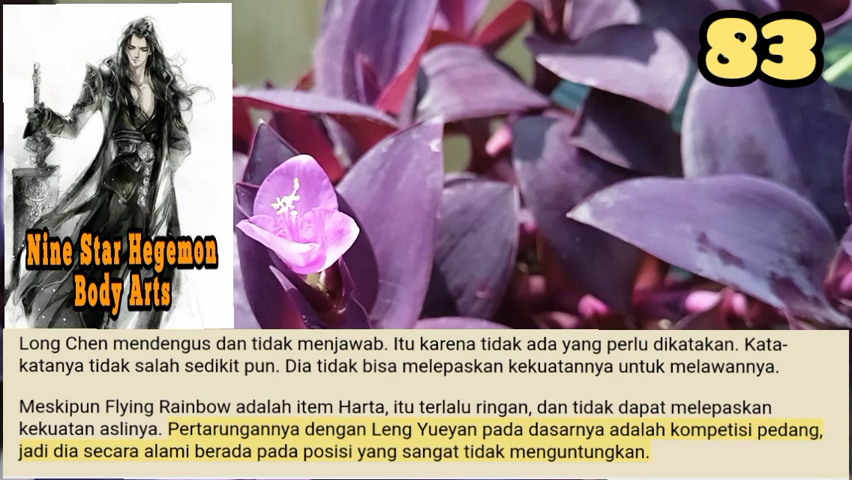 83
Nine Star Hegemon
Body Arts
Long Chen mendengus dan tidak menjawab. Itu karena tidak ada yang perlu dikatakan. Kata-
katanya tidak salah sedikit pun. Dia tidak bisa melepaskan kekuatannya untuk melawannya.
Meskipun Flying Rainbow adalah item Harta, itu terlalu ringan, dan tidak dapat melepaskan
kekuatan aslinya. Pertarungannya dengan Leng Yueyan pada dasarnya adalah kompetisi pedang,
jadi dia secara alami berada pada posisi yang sangat tidak menguntungkan.